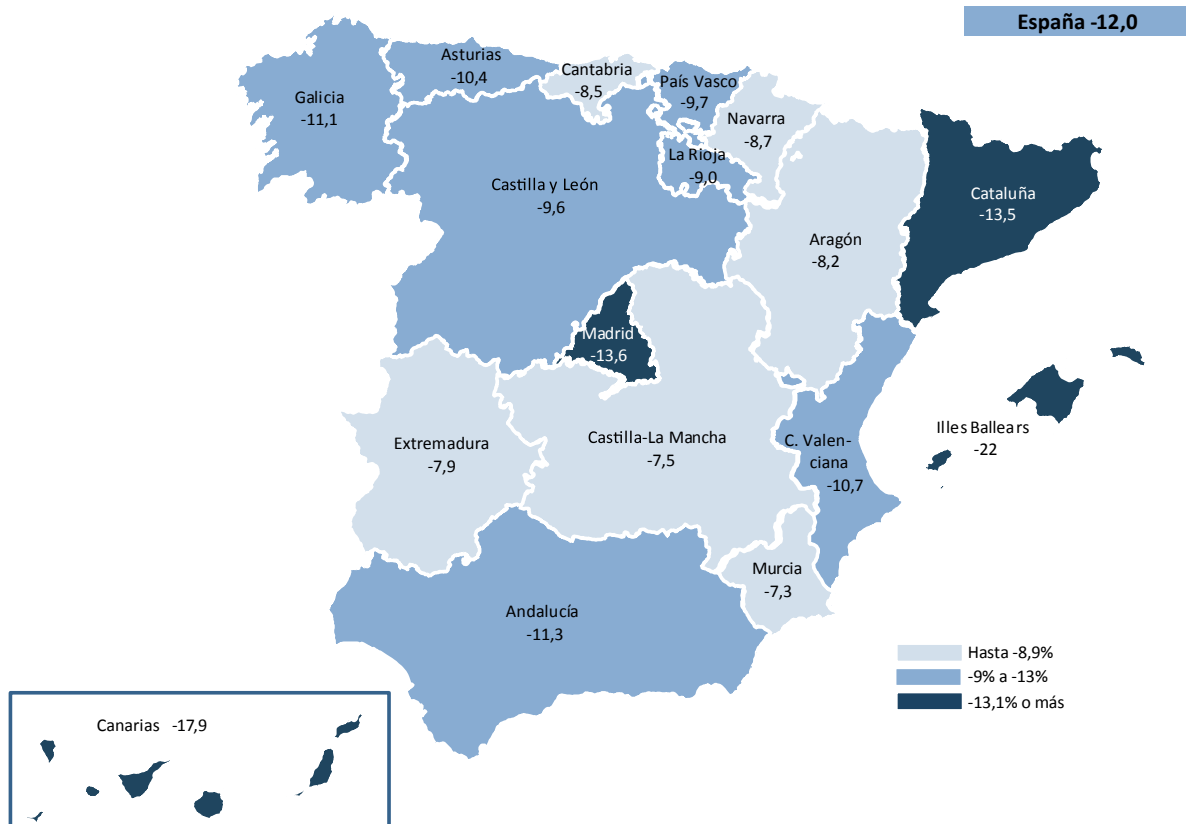 España -12,0
Asturias
-10,4
Cantabria
-8,5
País Vasco
-9,7
Galicia
-11,1
Navarra
-8,7
La Rioja
-9,0
Castilla y León
-9,6
Cataluña
-13,5
Aragón
-8,2
Madrid
-13,6
Illes Ballears
-22
Extremadura
-7,9
Castilla-La Mancha
-7,5
C. Valen-
ciana
-10,7
Murcia
-7,3
Andalucía
-11,3
Hasta -8,9%
-9% a -13%
-13,1% o más
Canarias -17,9